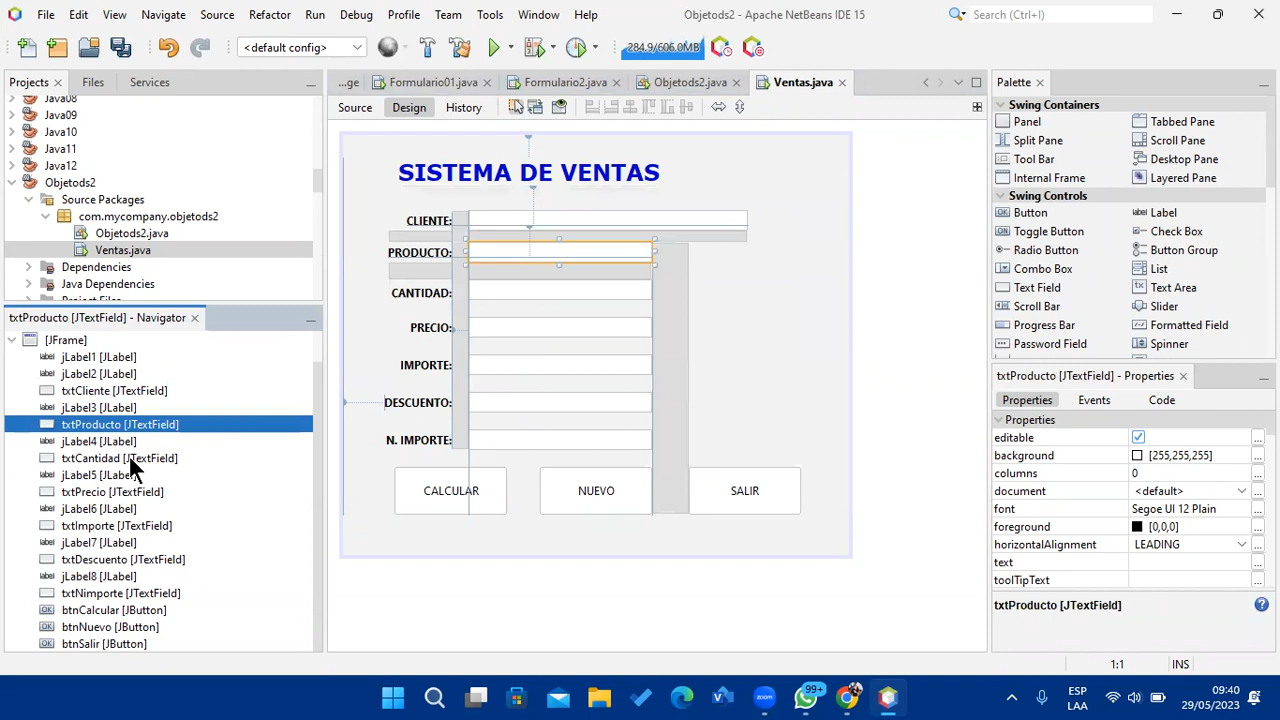 File Edit View Navigate Source Refactor Run Debug Profile Team Tools Window Help Objetods2 - Apache NetBeans IDE 15 Search (Ctrl+I)
<default config> 284.9/606.0MB
Projects Files Services
...ge Formulario01.java Formulario2.java Objetods2.java Ventas.java
Palette
Source Design History
Java08
Java09
Java10
Java11
Java12
Objetods2
Source Packages
com.mycompany.objetods2
Objetods2.java
Ventas.java
Dependencies
Java Dependencies
txtProducto [JTextField] - Navigator
[JFrame]
jLabel1 [JLabel]
jLabel2 [JLabel]
txtCliente [JTextField]
jLabel3 [JLabel]
txtProducto [JTextField]
jLabel4 [JLabel]
txtCantidad [JTextField]
jLabel5 [JLabel]
txtPrecio [JTextField]
jLabel6 [JLabel]
txtImporte [JTextField]
jLabel7 [JLabel]
txtDescuento [JTextField]
jLabel8 [JLabel]
txtNimporte [JTextField]
btnCalcular [JButton]
btnNuevo [JButton]
btnSalir [JButton]
SISTEMA DE VENTAS
CLIENTE:
PRODUCTO:
CANTIDAD:
PRECIO:
IMPORTE:
DESCUENTO:
N. IMPORTE:
CALCULAR NUEVO SALIR
Swing Containers
Panel Tabbed Pane
Split Pane Scroll Pane
Tool Bar Desktop Pane
Internal Frame Layered Pane
Swing Controls
Button Label
Toggle Button Check Box
Radio Button Button Group
Combo Box List
Text Field Text Area
Scroll Bar Slider
Progress Bar Formatted Field
Password Field Spinner
txtProducto [JTextField] - Properties
Properties Events Code
Properties
editable
background [255,255,255]
columns 0
document <default>
font Segoe UI 12 Plain
foreground [0,0,0]
horizontalAlignment LEADING
text
toolTipText
txtProducto [JTextField]
1:1 INS
99+
ESP
LAA
09:40
29/05/2023